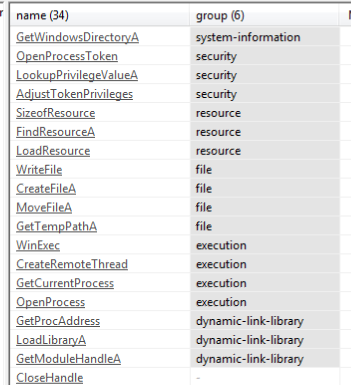 name (34) group (6)
GetWindowsDirectoryA system-information
OpenProcessToken security
LookupPrivilegeValueA security
AdjustTokenPrivileges security
SizeofResource resource
FindResourceA resource
LoadResource resource
WriteFile file
CreateFileA file
MoveFileA file
GetTempPathA file
WinExec execution
CreateRemoteThread execution
GetCurrentProcess execution
OpenProcess execution
GetProcAddress dynamic-link-library
LoadLibraryA dynamic-link-library
GetModuleHandleA dynamic-link-library
CloseHandle -